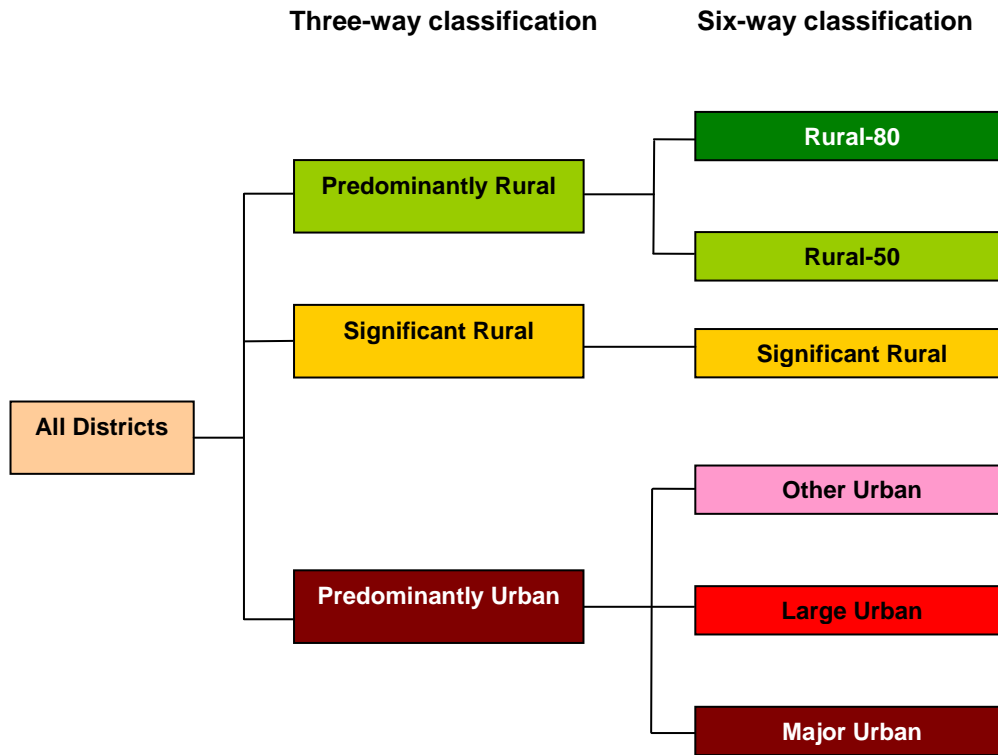 Three-way classification
Six-way classification
All Districts
Predominantly Rural
Rural-80
Rural-50
Significant Rural
Significant Rural
Predominantly Urban
Other Urban
Large Urban
Major Urban